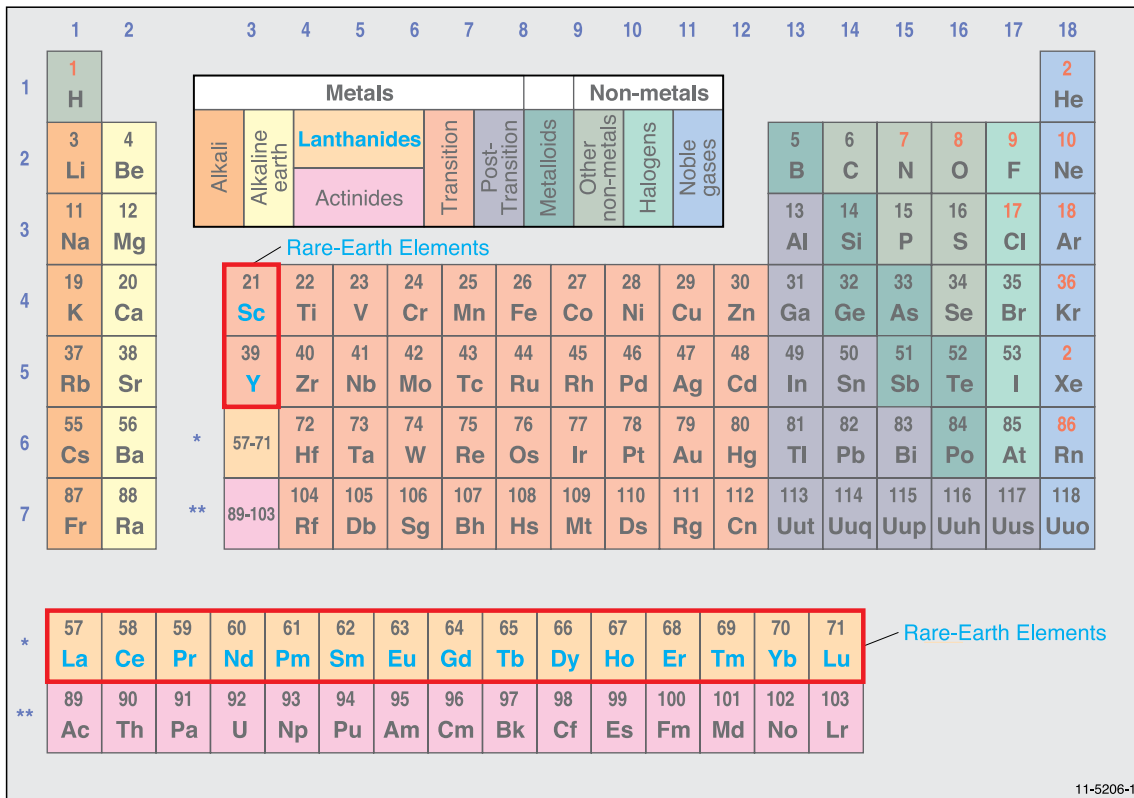 1 2 3 4 5 6 7 8 9 10 11 12 13 14 15 16 17 18
1 1 2
H He
Metals Non-metals
Alkali Alkaline earth Lanthanides Actinides Transition Post-Transition Metalloids Other non-metals Halogens Noble gases
2 3 4 5 6 7 8 9 10
Li Be B C N O F Ne
3 11 12 13 14 15 16 17 18
Na Mg Al Si P S Cl Ar
Rare-Earth Elements
4 19 20 21 22 23 24 25 26 27 28 29 30 31 32 33 34 35 36
K Ca Sc Ti V Cr Mn Fe Co Ni Cu Zn Ga Ge As Se Br Kr
5 37 38 39 40 41 42 43 44 45 46 47 48 49 50 51 52 53 2
Rb Sr Y Zr Nb Mo Tc Ru Rh Pd Ag Cd In Sn Sb Te I Xe
6 55 56 * 57-71 72 73 74 75 76 77 78 79 80 81 82 83 84 85 86
Cs Ba Hf Ta W Re Os Ir Pt Au Hg Tl Pb Bi Po At Rn
7 87 88 ** 89-103 104 105 106 107 108 109 110 111 112 113 114 115 116 117 118
Fr Ra Rf Db Sg Bh Hs Mt Ds Rg Cn Uut Uuq Uup Uuh Uus Uuo
* 57 58 59 60 61 62 63 64 65 66 67 68 69 70 71
La Ce Pr Nd Pm Sm Eu Gd Tb Dy Ho Er Tm Yb Lu
Rare-Earth Elements
** 89 90 91 92 93 94 95 96 97 98 99 100 101 102 103
Ac Th Pa U Np Pu Am Cm Bk Cf Es Fm Md No Lr
11-5206-1